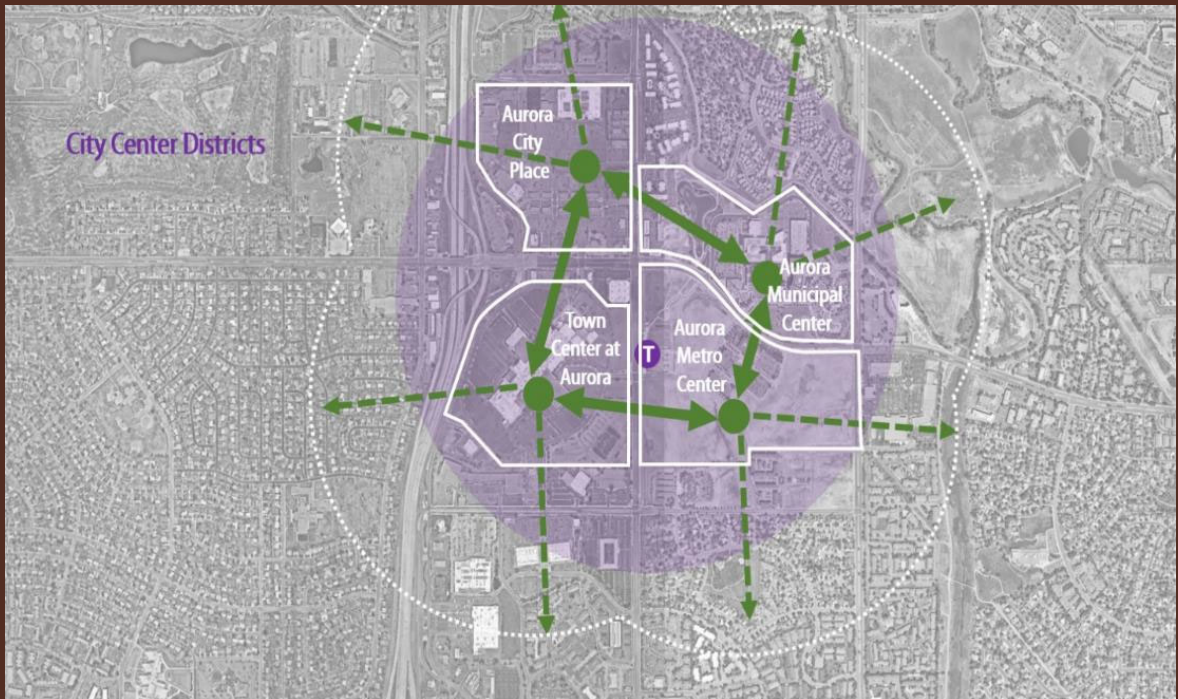 City Center Districts
Aurora
City
Place
Aurora
Municipal
Center
Town
Center at
Aurora
T
Aurora
Metro
Center